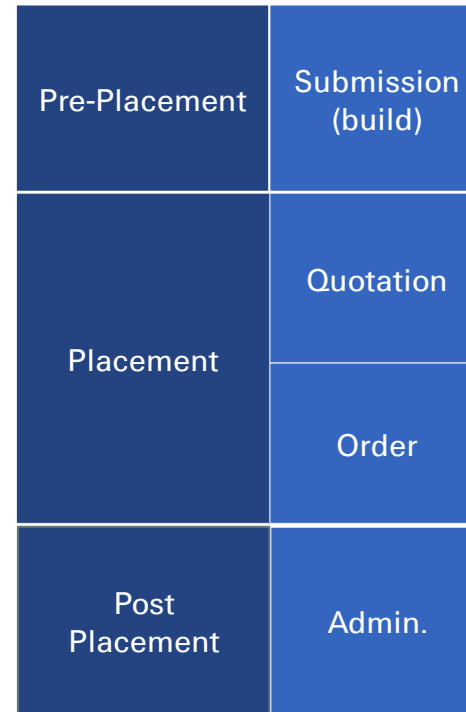 Pre-Placement
Submission
(build)
Placement
Quotation
Order
Post
Placement
Admin.